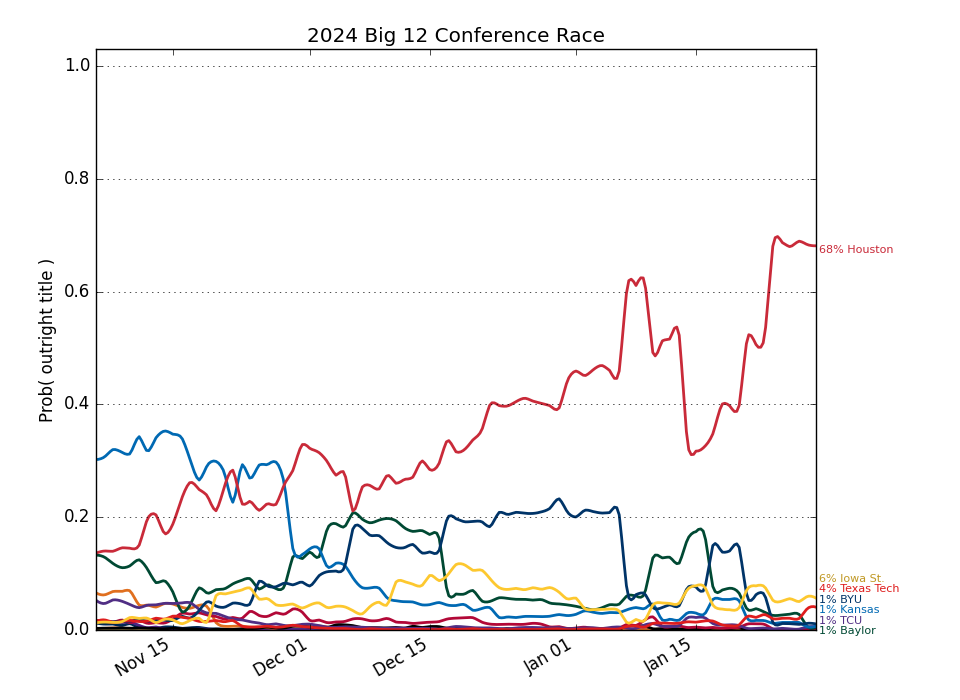 2024 Big 12 Conference Race
Prob( outright title )
1.0
0.8
0.6
0.4
0.2
0.0
Nov 15
Dec 01
Dec 15
Jan 01
Jan 15
68% Houston
6% Iowa St.
4% Texas Tech
1% BYU
1% Kansas
1% TCU
1% Baylor